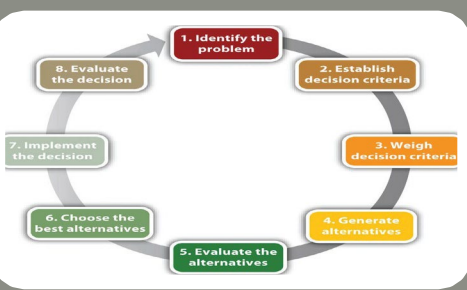 1. Identify the
problem
2. Establish
decision criteria
3. Weigh
decision criteria
4. Generate
alternatives
5. Evaluate the
alternatives
6. Choose the
best alternatives
7. Implement
the decision
8. Evaluate
the decision